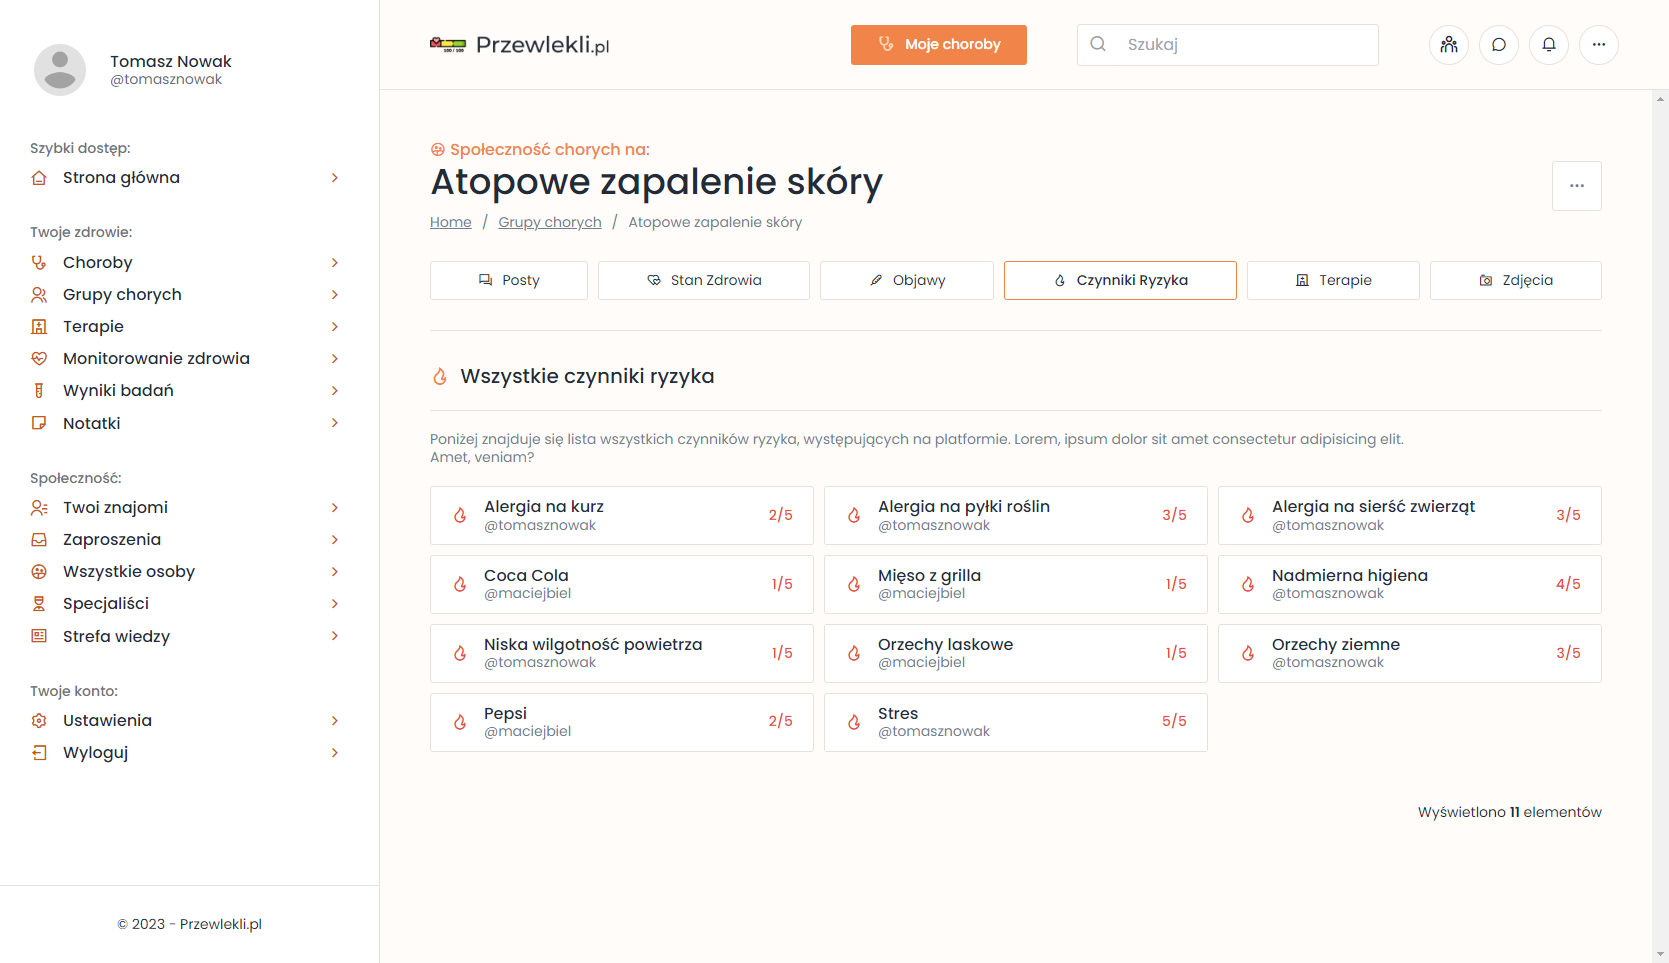 Tomasz Nowak
@tomasznowak
Szybki dostęp:
Strona główna
Twoje zdrowie:
Choroby
Grupy chorych
Terapie
Monitorowanie zdrowia
Wyniki badań
Notatki
Społeczność:
Twoi znajomi
Zaproszenia
Wszystkie osoby
Specjaliści
Strefa wiedzy
Twoje konto:
Ustawienia
Wyloguj
© 2023 - Przewlekli.pl
100 / 100
Przewlekli.pl
Moje choroby
Szukaj
Społeczność chorych na:
Atopowe zapalenie skóry
Home / Grupy chorych / Atopowe zapalenie skóry
Posty
Stan Zdrowia
Objawy
Czynniki Ryzyka
Terapie
Zdjęcia
Wszystkie czynniki ryzyka
Poniżej znajduje się lista wszystkich czynników ryzyka, występujących na platformie. Lorem, ipsum dolor sit amet consectetur adipisicing elit.
Amet, veniam?
Alergia na kurz
@tomasznowak
2/5
Alergia na pyłki roślin
@tomasznowak
3/5
Alergia na sierść zwierząt
@tomasznowak
3/5
Coca Cola
@maciejbiel
1/5
Mięso z grilla
@maciejbiel
1/5
Nadmierna higiena
@tomasznowak
4/5
Niska wilgotność powietrza
@tomasznowak
1/5
Orzechy laskowe
@maciejbiel
1/5
Orzechy ziemne
@tomasznowak
3/5
Pepsi
@maciejbiel
2/5
Stres
@tomasznowak
5/5
Wyświetlono 11 elementów